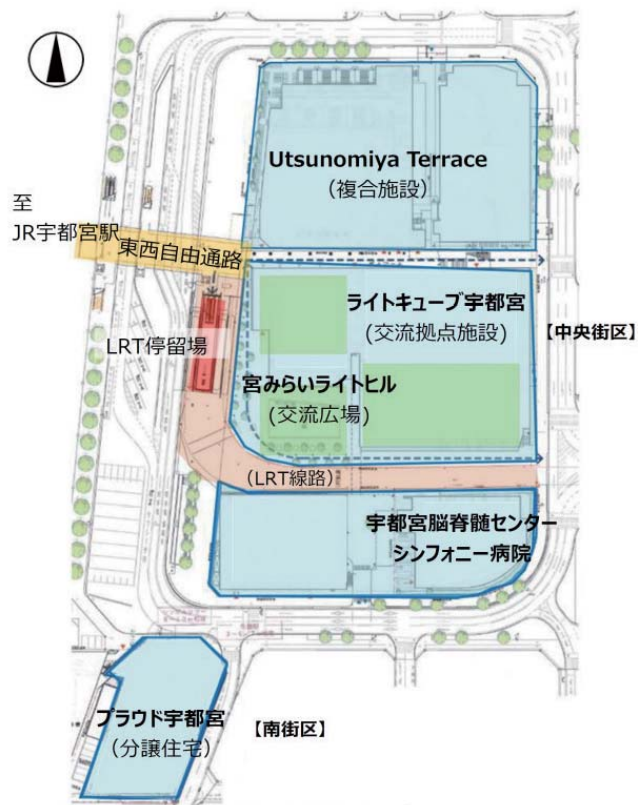 Utsunomiya Terrace
（複合施設）
至
JR宇都宮駅
東西自由通路
ライトキューブ宇都宮
(交流拠点施設)
【中央街区】
LRT停留場
宮みらいライトヒル
(交流広場)
（LRT線路）
宇都宮脳脊髄センター
シンフォニー病院
プラウド宇都宮
（分譲住宅）
【南街区】